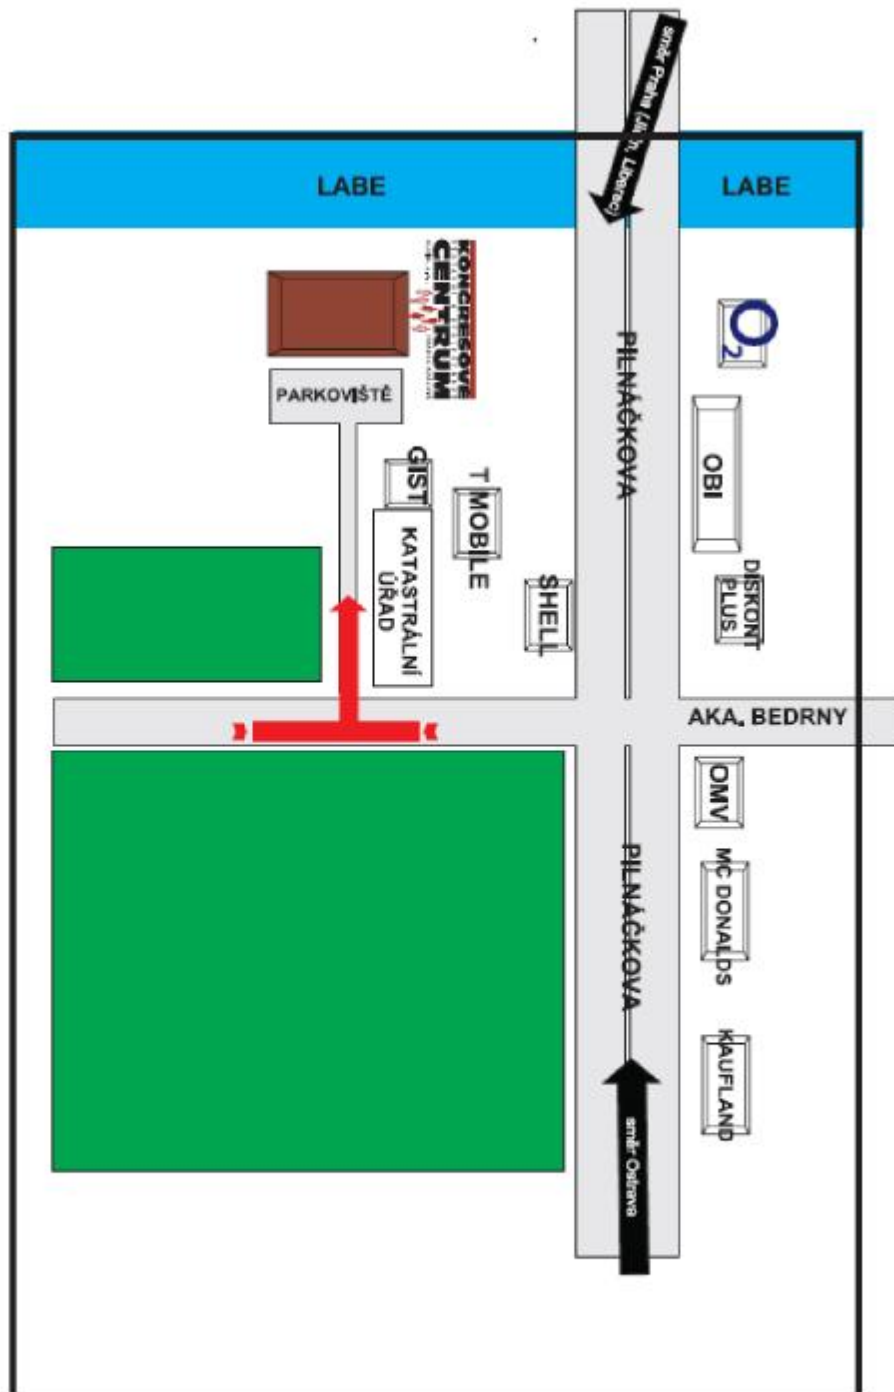 směr Praha (Jičín, Liberec)
LABE
LABE
KONGRESOVÉ
CENTRUM
O2
PARKOVIŠTĚ
PILNÁČKOVA
OBI
GIST
T MOBILE
KATASTRÁLNÍ
ÚŘAD
SHELL
DISKONT
PLUS
AKA. BEDRNY
OMV
MC DONALDS
PILNÁČKOVA
KAUFLAND
směr Ostrava